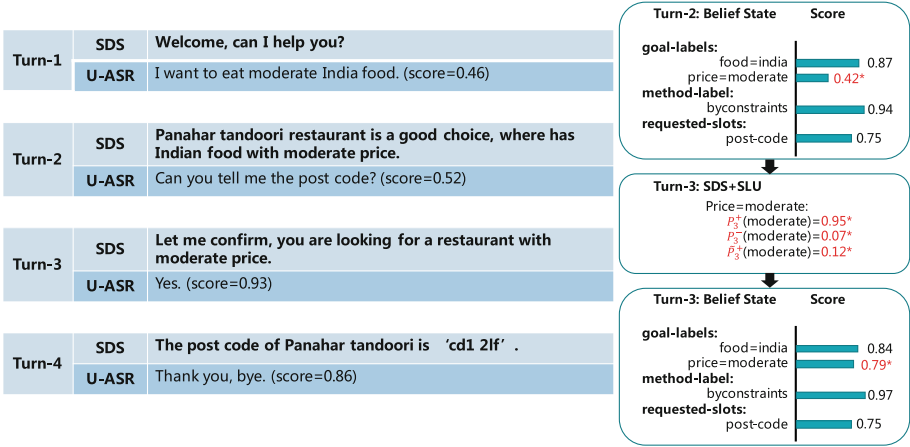 Turn-1
SDS
Welcome, can I help you?
U-ASR
I want to eat moderate India food. (score=0.46)
Turn-2
SDS
Panahar tandoori restaurant is a good choice, where has
Indian food with moderate price.
U-ASR
Can you tell me the post code? (score=0.52)
Turn-3
SDS
Let me confirm, you are looking for a restaurant with
moderate price.
U-ASR
Yes. (score=0.93)
Turn-4
SDS
The post code of Panahar tandoori is ‘cd1 2lf’.
U-ASR
Thank you, bye. (score=0.86)
Turn-2: Belief State Score
goal-labels:
food=india 0.87
price=moderate 0.42*
method-label:
byconstraints 0.94
requested-slots:
post-code 0.75
Turn-3: SDS+SLU
Price=moderate:
P₃⁺(moderate)=0.95*
P₃⁻(moderate)=0.07*
P̃₃⁺(moderate)=0.12*
Turn-3: Belief State Score
goal-labels:
food=india 0.84
price=moderate 0.79*
method-label:
byconstraints 0.97
requested-slots:
post-code 0.75